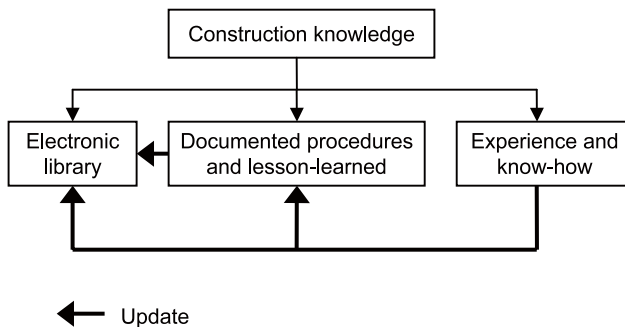 Construction knowledge
Electronic
library
Documented procedures
and lesson-learned
Experience and
know-how
Update